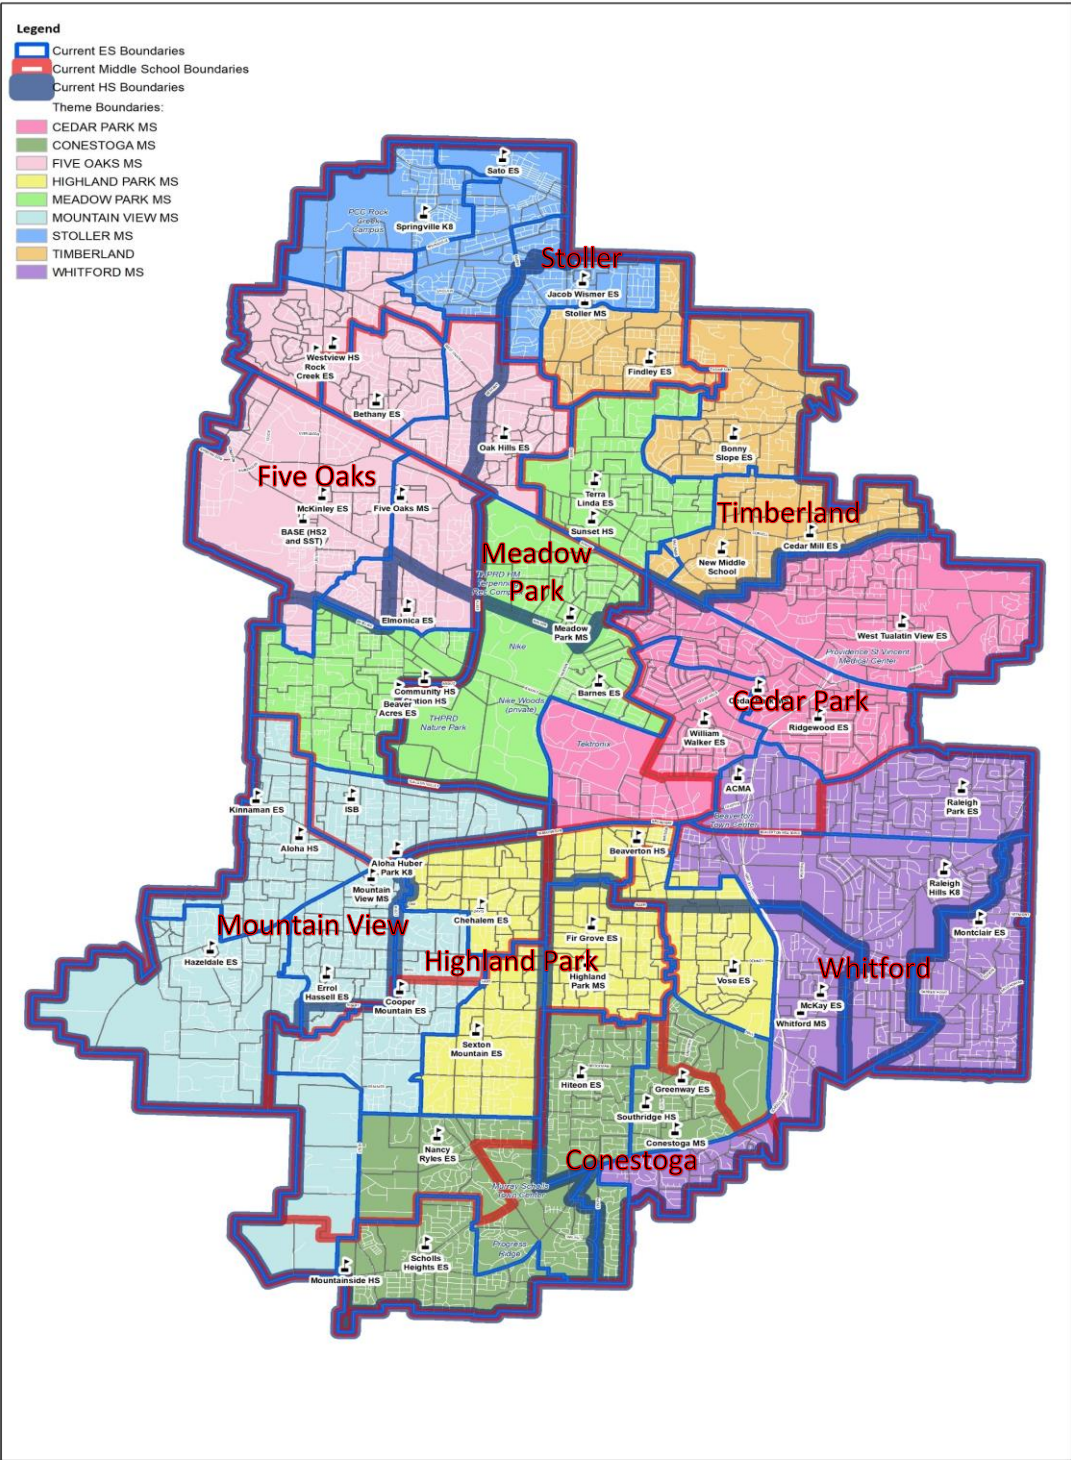 Legend
Current ES Boundaries
Current Middle School Boundaries
Current HS Boundaries
Theme Boundaries:
CEDAR PARK MS
CONESTOGA MS
FIVE OAKS MS
HIGHLAND PARK MS
MEADOW PARK MS
MOUNTAIN VIEW MS
STOLLER MS
TIMBERLAND
WHITFORD MS
Sato ES
PCC Rock
Creek
Campus
Springville K8
Stoller
Jacob Wismer ES
Stoller MS
Westview HS
Rock
Creek ES
Findley ES
Bethany ES
Oak Hills ES
Bonny
Slope ES
Five Oaks
McKinley ES
Five Oaks MS
BASE (HS2
and SST)
Terra
Linda ES
Sunset HS
Timberland
Cedar Mill ES
New Middle
School
Meadow
Park
THPRD HM
Elmonica ES
Meadow
Park MS
West Tualatin View ES
Nike
Providence St Vincent
Medical Center
Community HS
Beaver
Acres ES
Barnes ES
Nike Woods
(private)
THPRD
Nature Park
Cedar Park
William
Walker ES
Ridgewood ES
Tektronix
ACMA
Beaverton
Town Center
Raleigh
Park ES
Kinnaman ES
ISB
Aloha HS
Beaverton HS
Aloha Huber
Park K8
Mountain
View MS
Raleigh
Hills K8
Chehalem ES
Montclair ES
Mountain View
Fir Grove ES
Hazeldale ES
Highland Park
Highland
Park MS
Vose ES
Whitford
Errol
Hassell ES
Cooper
Mountain ES
McKay ES
Whitford MS
Sexton
Mountain ES
Hiteon ES
Greenway ES
Southridge HS
Conestoga MS
Nancy
Ryles ES
Conestoga
Murray Scholls
Town Center
Progress
Ridge
Scholls
Heights ES
Mountainside HS